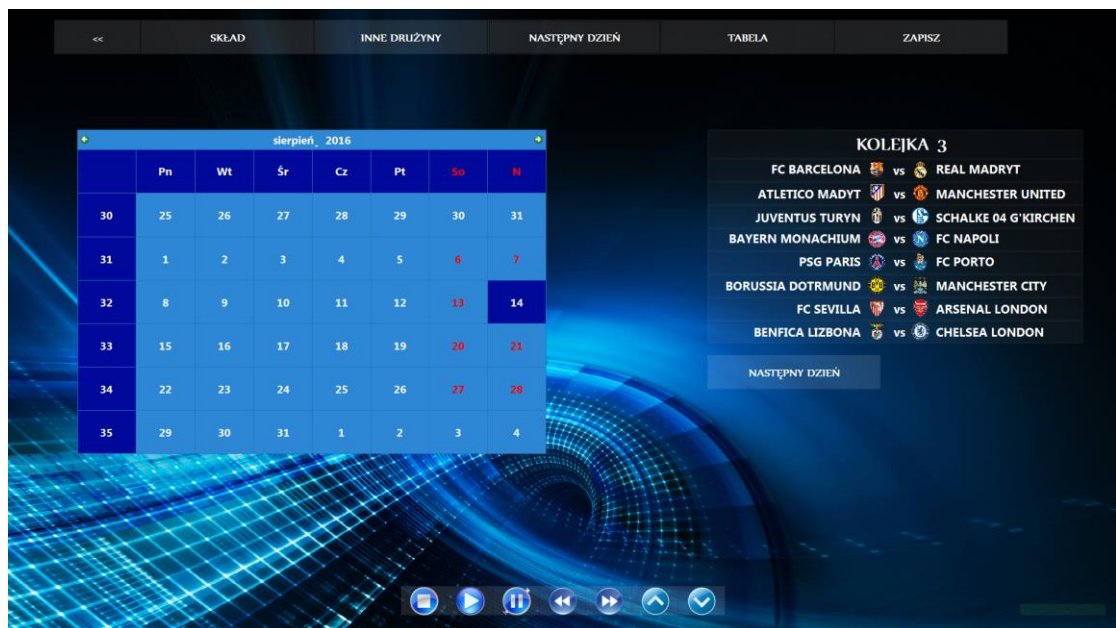 << SKŁAD INNE DRUŻYNY NASTĘPNY DZIEŃ TABELA ZAPISZ
sierpień, 2016
Pn Wt Śr Cz Pt So N
30 25 26 27 28 29 30 31
31 1 2 3 4 5 6 7
32 8 9 10 11 12 13 14
33 15 16 17 18 19 20 21
34 22 23 24 25 26 27 28
35 29 30 31 1 2 3 4
KOLEJKA 3
FC BARCELONA vs REAL MADRYT
ATLETICO MADYT vs MANCHESTER UNITED
JUVENTUS TURYN vs SCHALKE 04 G'KIRCHEN
BAYERN MONACHIUM vs FC NAPOLI
PSG PARIS vs FC PORTO
BORUSSIA DOTRMUND vs MANCHESTER CITY
FC SEVILLA vs ARSENAL LONDON
BENFICA LIZBONA vs CHELSEA LONDON
NASTĘPNY DZIEŃ